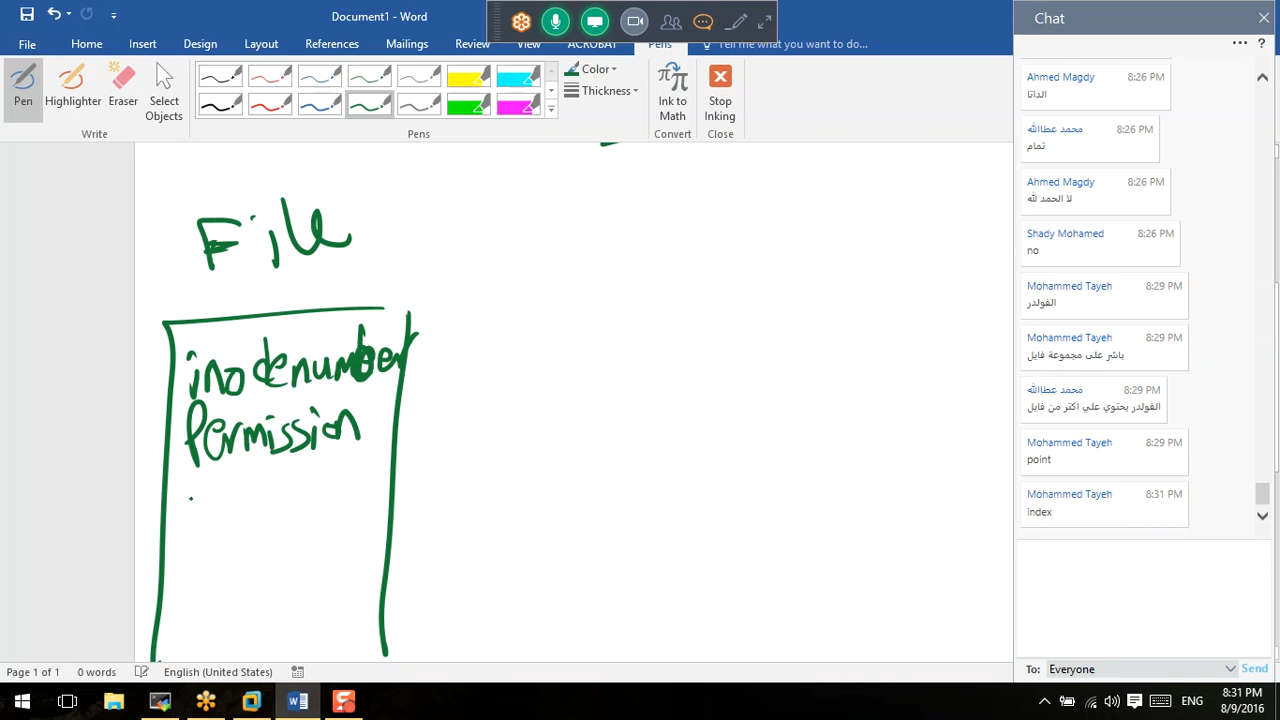 Document1 - Word
File
Home
Insert
Design
Layout
References
Mailings
Review
View
ACROBAT
Pens
Tell me what you want to do...
Pen
Highlighter
Eraser
Select
Objects
Color
Thickness
Ink to
Math
Stop
Inking
Write
Pens
Convert
Close
File
inodenumber
Permission
Chat
Ahmed Magdy 8:26 PM
الداتا
محمد عطاالله 8:26 PM
تمام
Ahmed Magdy 8:26 PM
لا الحمد لله
Shady Mohamed 8:26 PM
no
Mohammed Tayeh 8:29 PM
الفولدر
Mohammed Tayeh 8:29 PM
باشر على مجموعة فايل
محمد عطاالله 8:29 PM
الفولدر يحتوي علي اكتر من فايل
Mohammed Tayeh 8:29 PM
point
Mohammed Tayeh 8:31 PM
index
To: Everyone Send
Page 1 of 1 0 words English (United States)
ENG
8:31 PM
8/9/2016